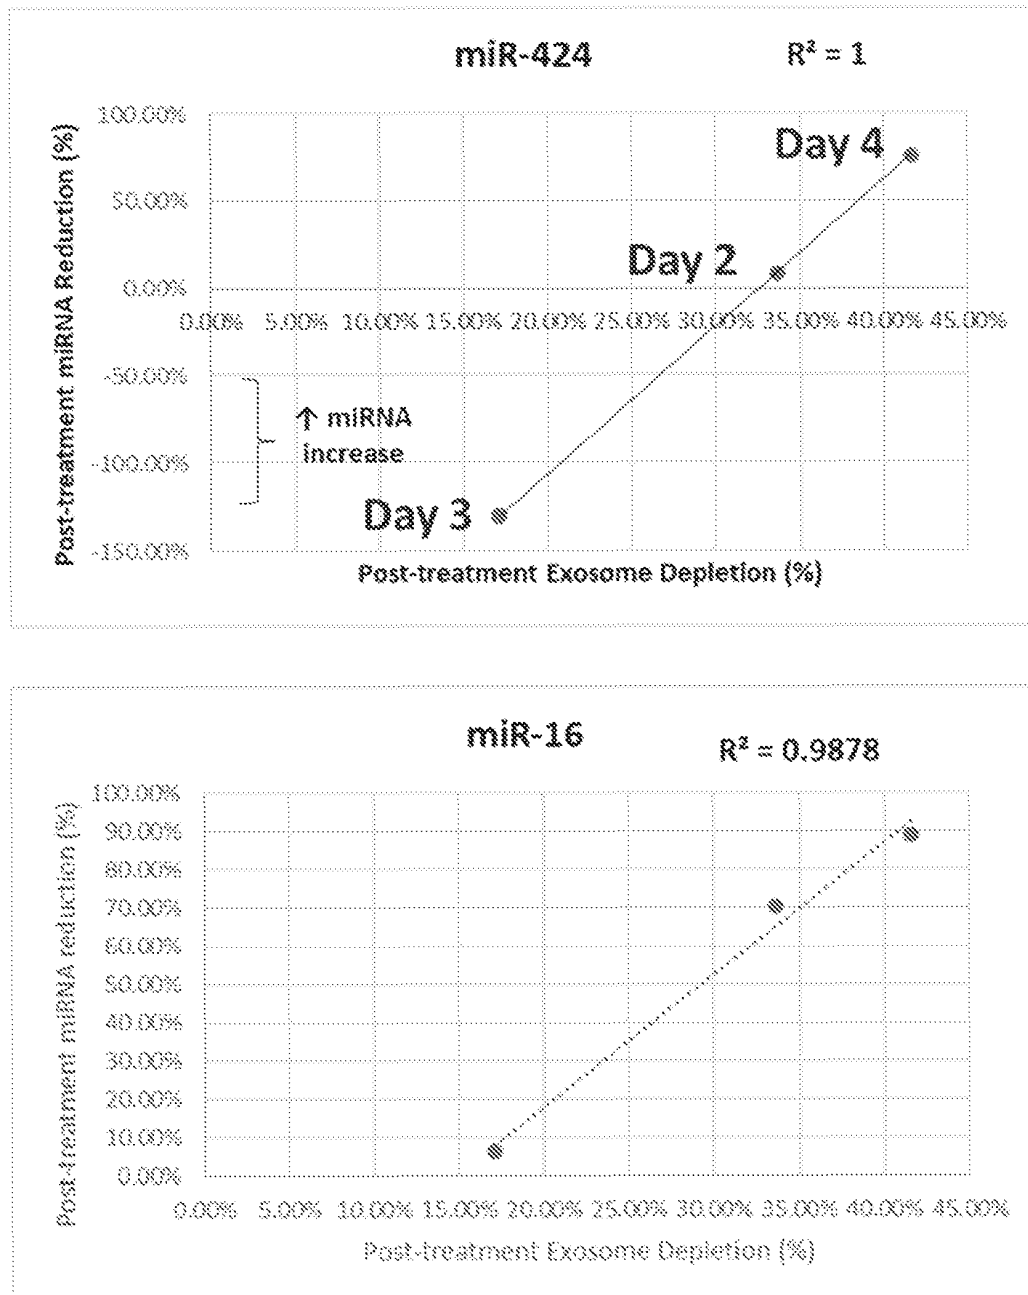 miR-424
R² = 1
Post-treatment miRNA Reduction (%)
100.00%
50.00%
0.00%
-50.00%
-100.00%
-150.00%
Day 4
Day 2
Day 3
↑ miRNA
increase
0.00% 5.00% 10.00% 15.00% 20.00% 25.00% 30.00% 35.00% 40.00% 45.00%
Post-treatment Exosome Depletion (%)
miR-16
R² = 0.9878
Post-treatment miRNA reduction (%)
100.00%
90.00%
80.00%
70.00%
60.00%
50.00%
40.00%
30.00%
20.00%
10.00%
0.00%
0.00% 5.00% 10.00% 15.00% 20.00% 25.00% 30.00% 35.00% 40.00% 45.00%
Post-treatment Exosome Depletion (%)